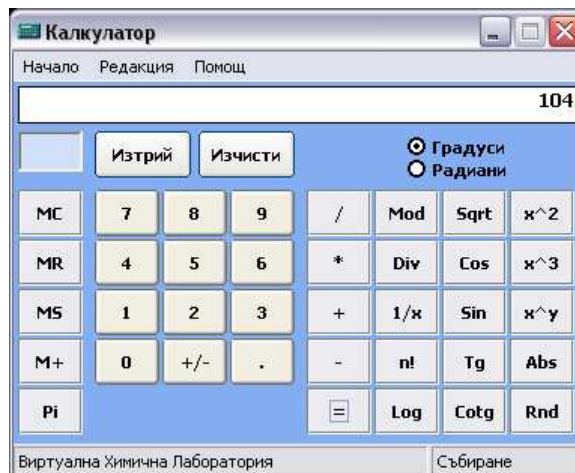 Калкулатор
Начало Редакция Помощ
104
Изтрий Изчисти
Градуси
Радиани
MC 7 8 9 / Mod Sqrt x^2
MR 4 5 6 * Div Cos x^3
MS 1 2 3 + 1/x Sin x^y
M+ 0 +/- . - n! Tg Abs
Pi = Log Cotg Rnd
Виртуална Химична Лаборатория Събиране